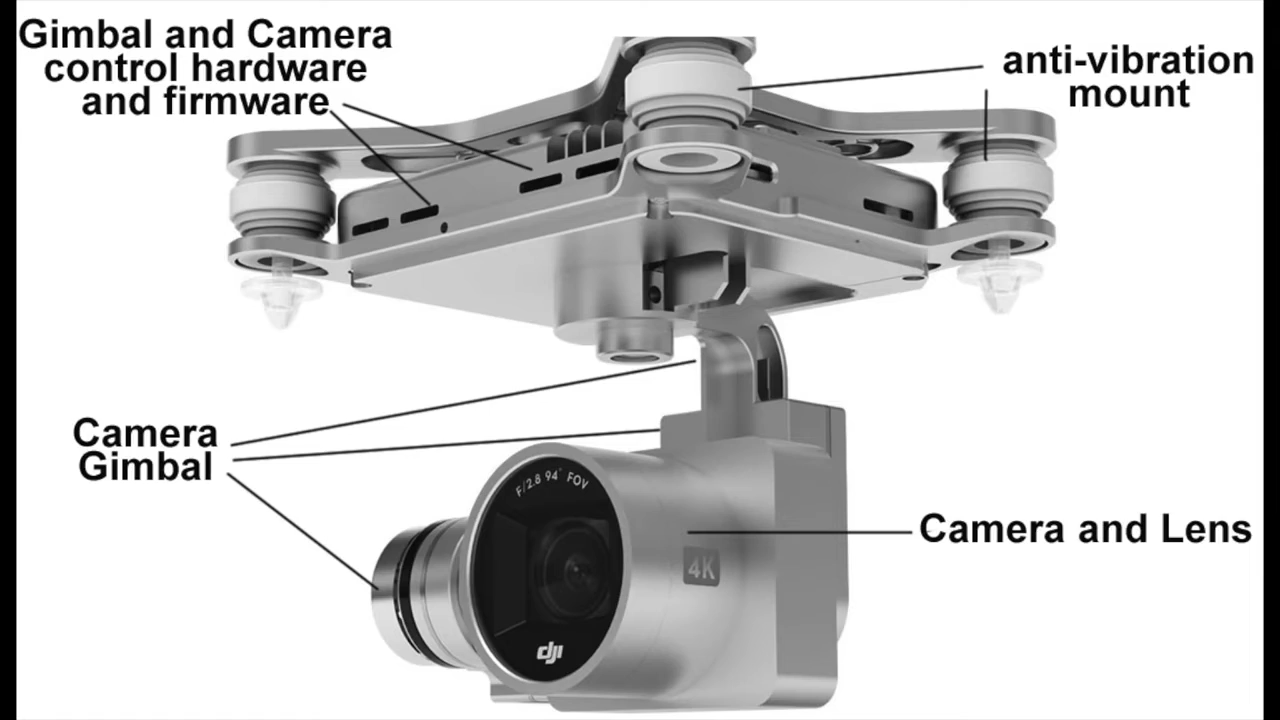 Gimbal and Camera
control hardware
and firmware
anti-vibration
mount
Camera
Gimbal
Camera and Lens
F/2.8 94° FOV
4K
dji